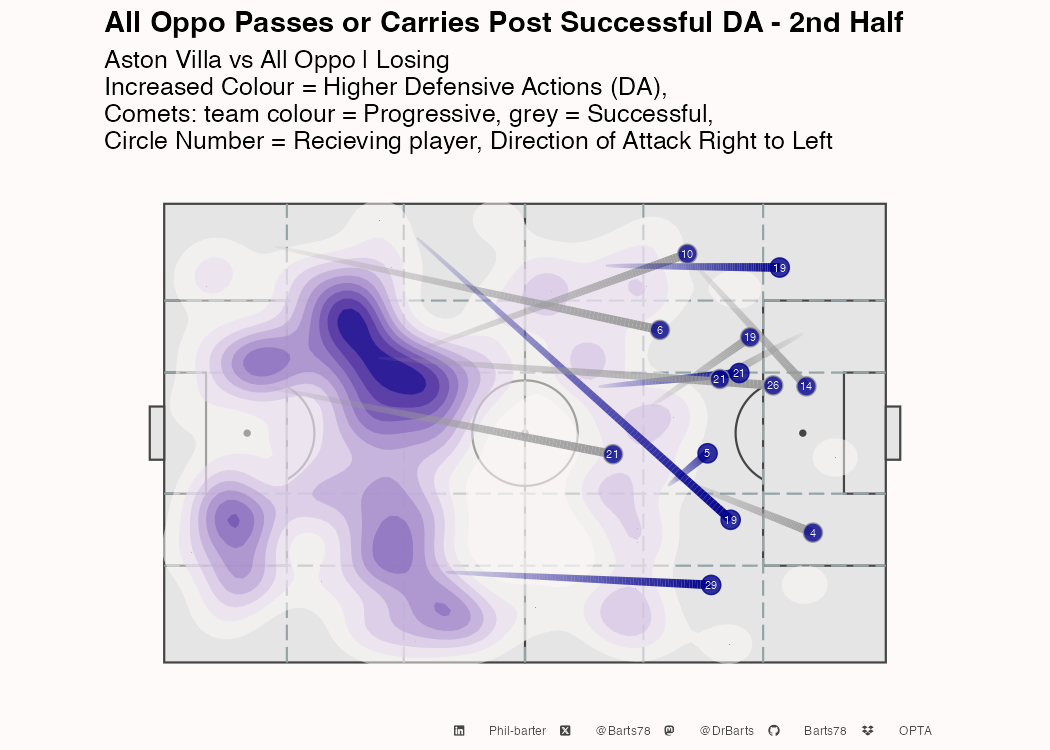 All Oppo Passes or Carries Post Successful DA - 2nd Half
Aston Villa vs All Oppo | Losing
Increased Colour = Higher Defensive Actions (DA),
Comets: team colour = Progressive, grey = Successful,
Circle Number = Recieving player, Direction of Attack Right to Left
10
19
6
19
21
21
26
14
21
5
19
4
29
Phil-barter @Barts78 @DrBarts Barts78 OPTA